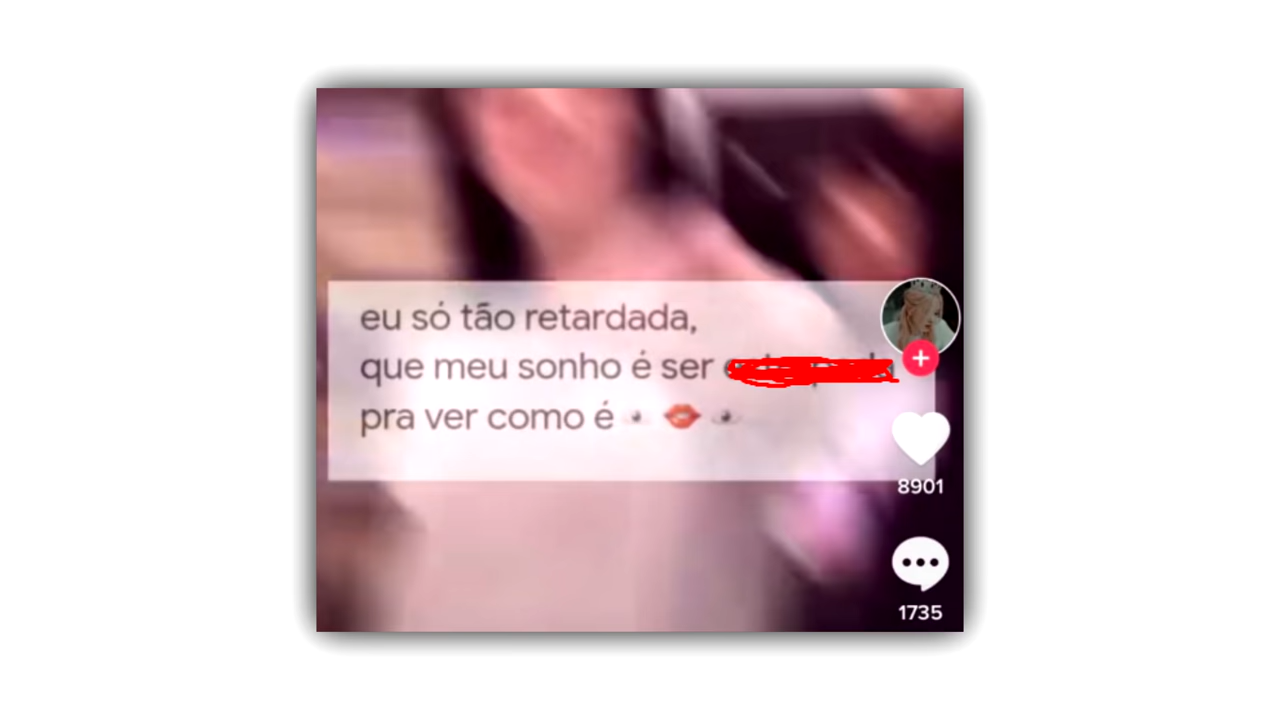 eu só tão retardada,
que meu sonho é ser
pra ver como é
8901
1735